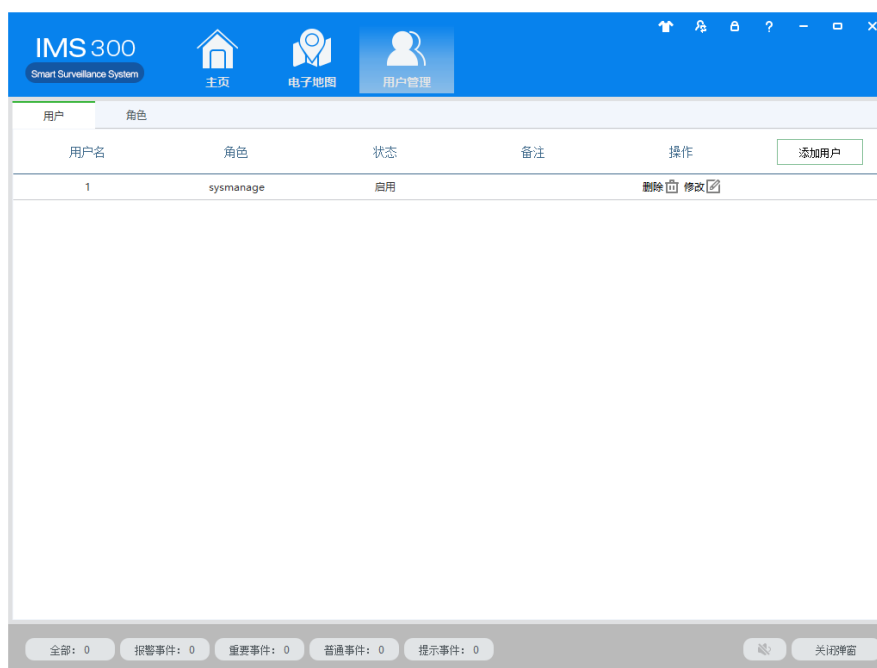 IMS 300
Smart Surveillance System
主页
电子地图
用户管理
?
用户 角色
用户名 角色 状态 备注 操作 添加用户
1 sysmanage 启用 删除 修改
全部: 0 报警事件: 0 重要事件: 0 普通事件: 0 提示事件: 0 关闭弹窗